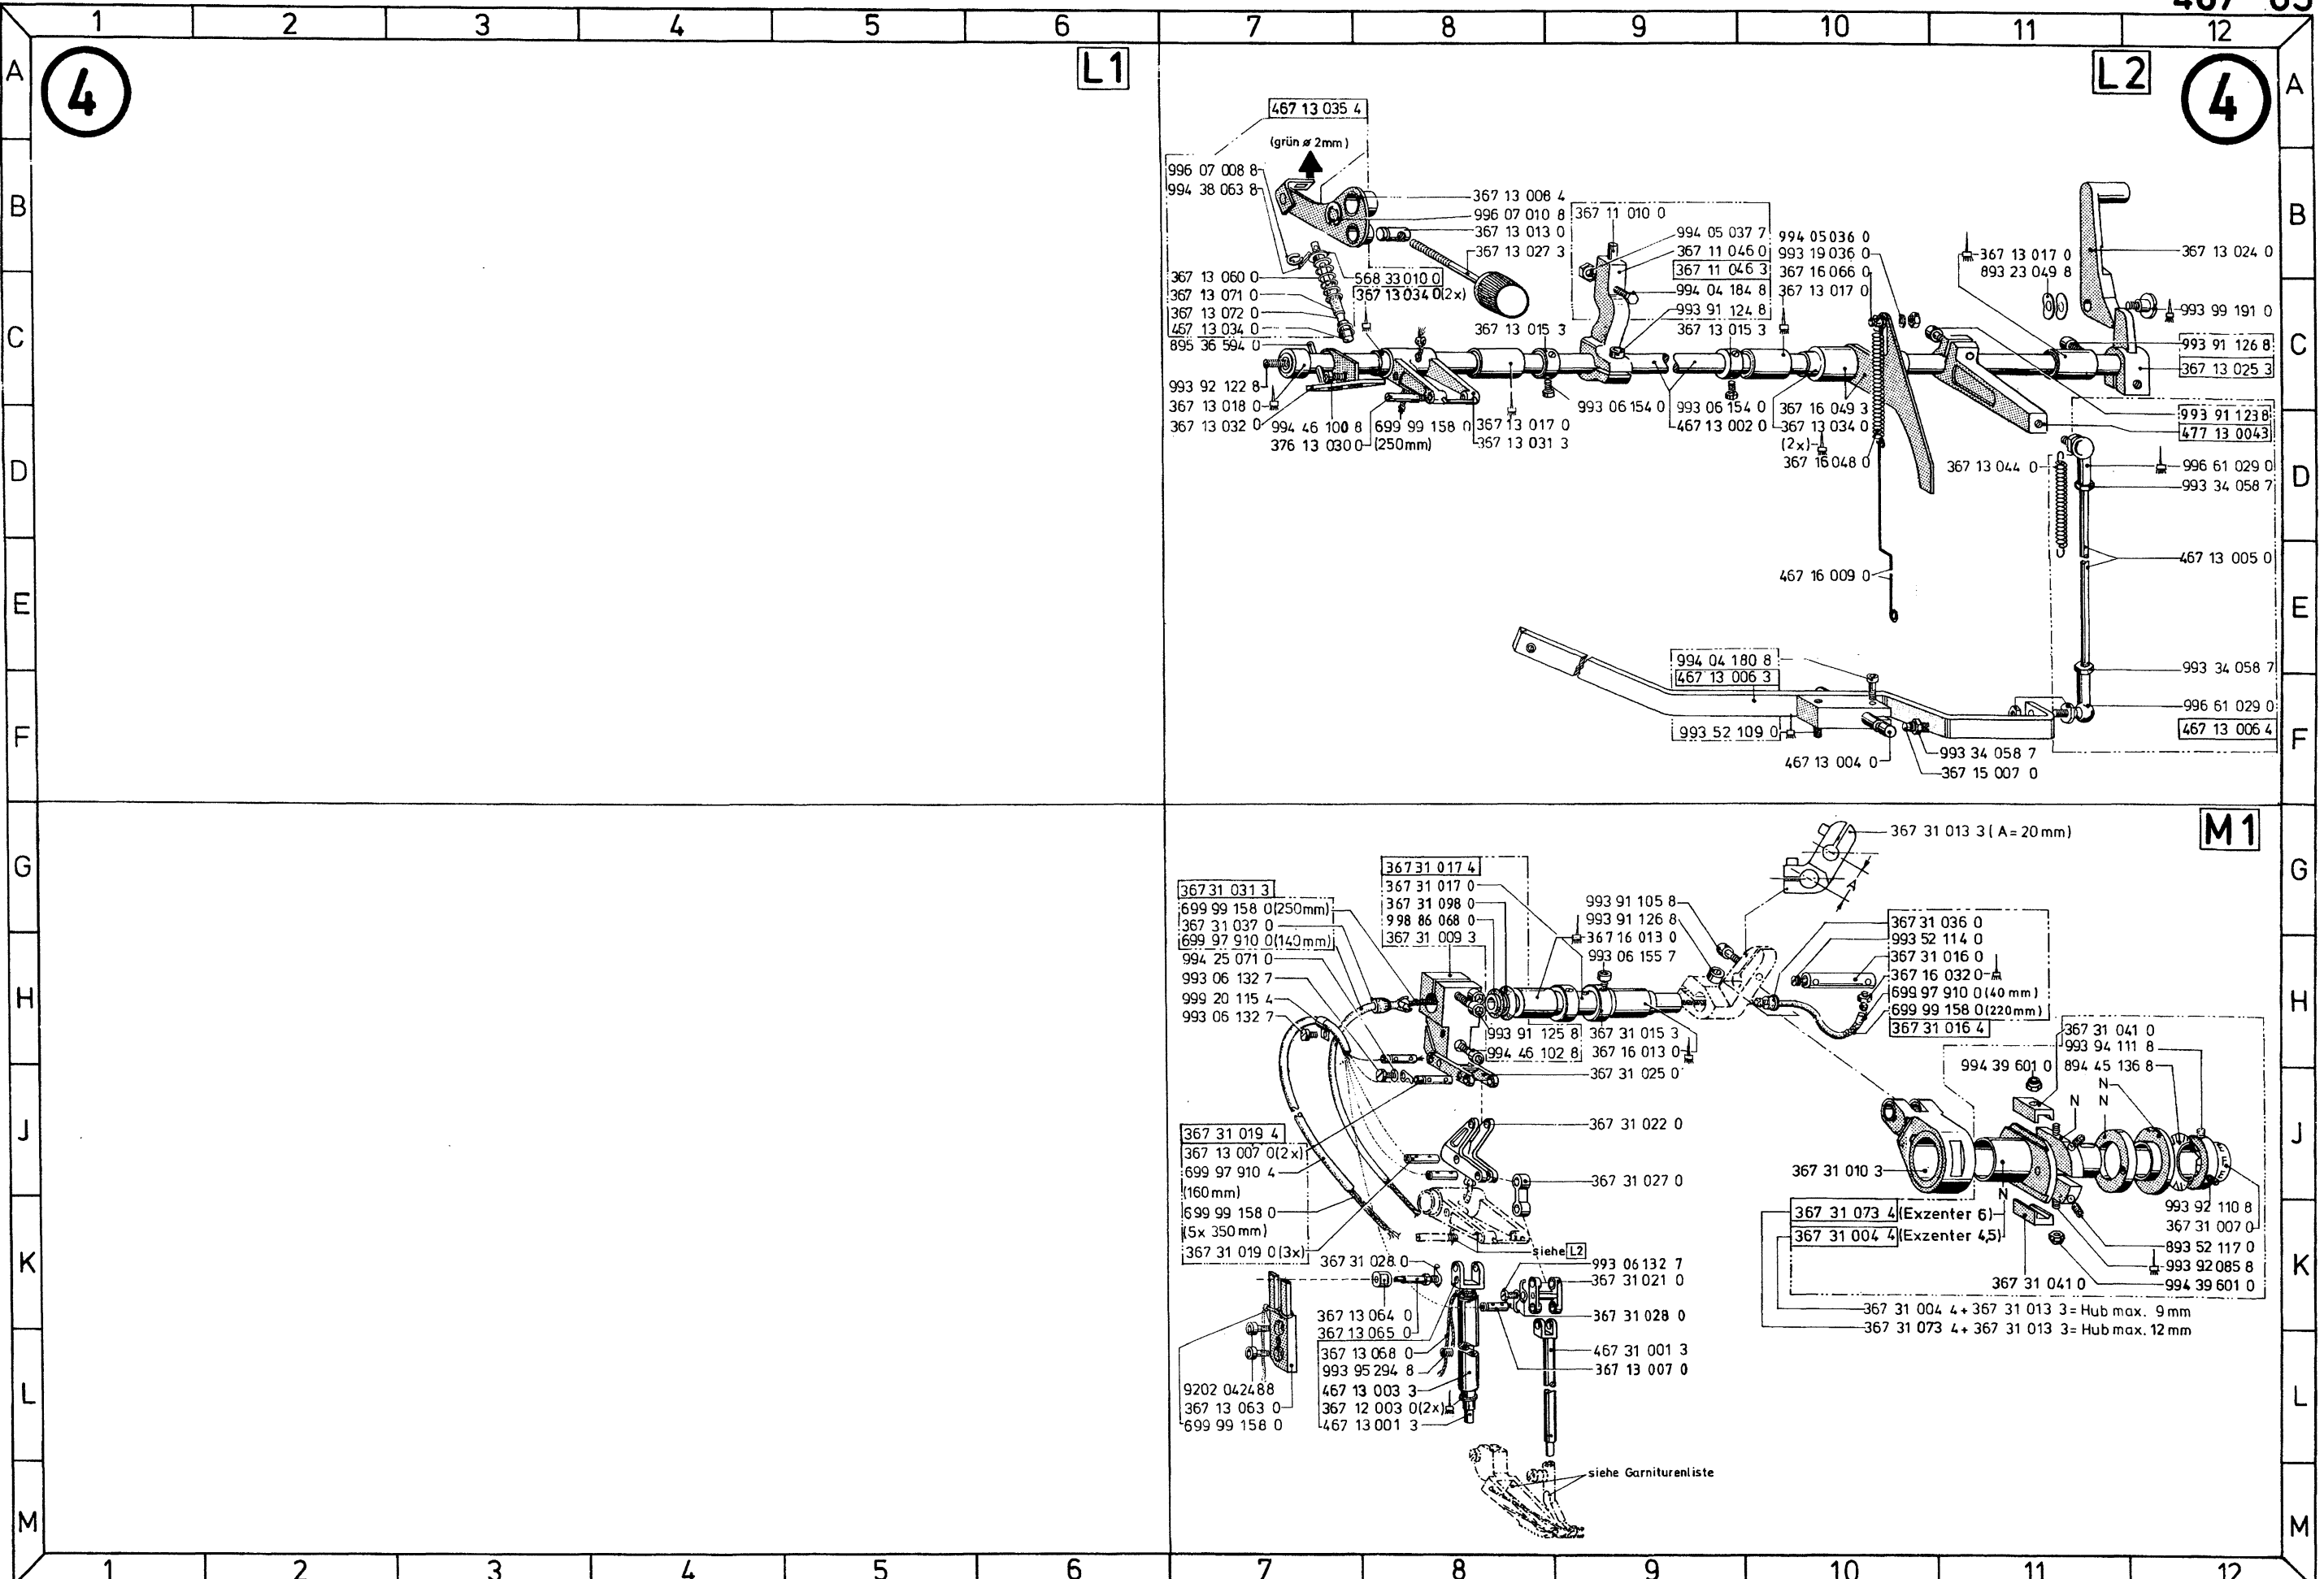 467 65
1 2 3 4 5 6 7 8 9 10 11 12
A
B
C
D
E
F
G
H
J
K
L
M
4
L1
L2
4
467 13 035 4
(grün ø 2mm)
996 07 008 8
994 38 063 8
367 13 060 0
367 13 071 0
367 13 072 0
467 13 034 0
895 36 594 0
993 92 122 8
367 13 018 0
367 13 032 0
994 46 100 8
376 13 030 0
699 99 158 0
(250mm)
367 13 008 4
996 07 010 8
367 13 013 0
367 13 027 3
568 33 010 0
367 13 034 0(2x)
367 13 015 3
367 13 017 0
367 13 031 3
367 11 010 0
994 05 037 7
367 11 046 0
367 11 046 3
994 04 184 8
993 91 124 8
367 13 015 3
993 06 154 0
993 06 154 0
467 13 002 0
994 05 036 0
993 19 036 0
367 16 066 0
367 13 017 0
367 16 049 3
367 13 034 0
(2x)
367 16 048 0
467 16 009 0
367 13 017 0
893 23 049 8
367 13 024 0
993 99 191 0
993 91 126 8
367 13 025 3
993 91 123 8
477 13 004 3
367 13 044 0
996 61 029 0
993 34 058 7
467 13 005 0
993 34 058 7
996 61 029 0
467 13 006 4
994 04 180 8
467 13 006 3
993 52 109 0
467 13 004 0
993 34 058 7
367 15 007 0
M1
367 31 013 3 ( A = 20 mm)
A
367 31 031 3
699 99 158 0(250mm)
367 31 037 0
699 97 910 0(140mm)
994 25 071 0
993 06 132 7
999 20 115 4
993 06 132 7
367 31 017 4
367 31 017 0
367 31 098 0
998 86 068 0
367 31 009 3
993 91 105 8
993 91 126 8
367 16 013 0
993 06 155 7
993 91 125 8
994 46 102 8
367 31 015 3
367 16 013 0
367 31 025 0
367 31 036 0
993 52 114 0
367 31 016 0
367 16 032 0
699 97 910 0(40 mm)
699 99 158 0(220mm)
367 31 016 4
367 31 041 0
993 94 111 8
994 39 601 0
894 45 136 8
N
N
N
N
367 31 010 3
367 31 073 4 (Exzenter 6)
367 31 004 4 (Exzenter 4,5)
993 92 110 8
367 31 007 0
893 52 117 0
993 92 085 8
994 39 601 0
367 31 041 0
367 31 004 4 + 367 31 013 3 = Hub max. 9 mm
367 31 073 4 + 367 31 013 3 = Hub max. 12 mm
367 31 019 4
367 13 007 0(2x)
699 97 910 4
(160 mm)
699 99 158 0
(5x 350 mm)
367 31 019 0 (3x)
367 31 022 0
367 31 027 0
siehe L2
367 31 028 0
993 06 132 7
367 31 021 0
367 31 028 0
367 13 064 0
367 13 065 0
367 13 068 0
993 95 294 8
467 13 003 3
367 12 003 0(2x)
467 13 001 3
467 31 001 3
367 13 007 0
9202 04248 8
367 13 063 0
699 99 158 0
siehe Garniturenliste
A
B
C
D
E
F
G
H
J
K
L
M
1 2 3 4 5 6 7 8 9 10 11 12